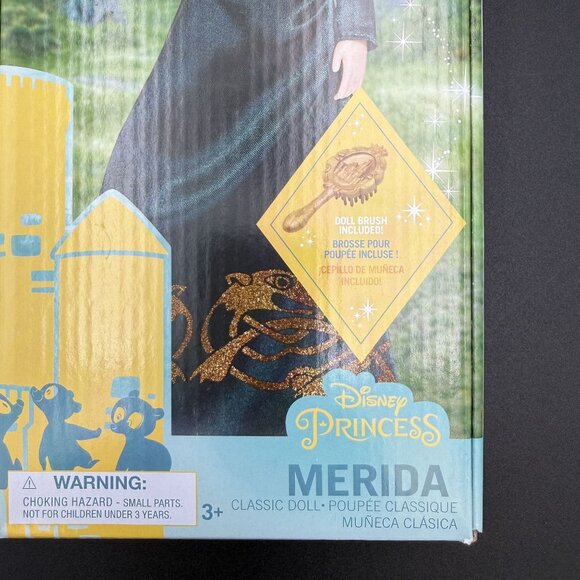 DOLL BRUSH
INCLUDED!
BROSSE POUR
POUPÉE INCLUSE !
¡CEPILLO DE MUÑECA
INCLUIDO!
Disney
PRINCESS
MERIDA
CLASSIC DOLL • POUPÉE CLASSIQUE
MUÑECA CLÁSICA
⚠ WARNING:
CHOKING HAZARD - SMALL PARTS.
NOT FOR CHILDREN UNDER 3 YEARS.
3+